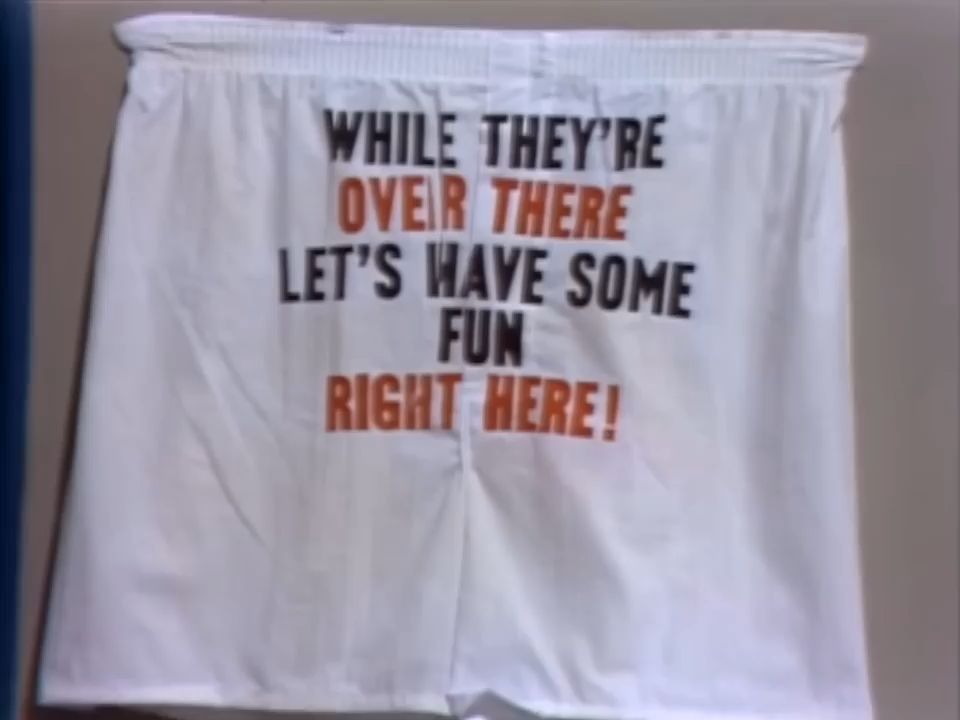 WHILE THEY'RE
OVER THERE
LET'S HAVE SOME
FUN
RIGHT HERE!